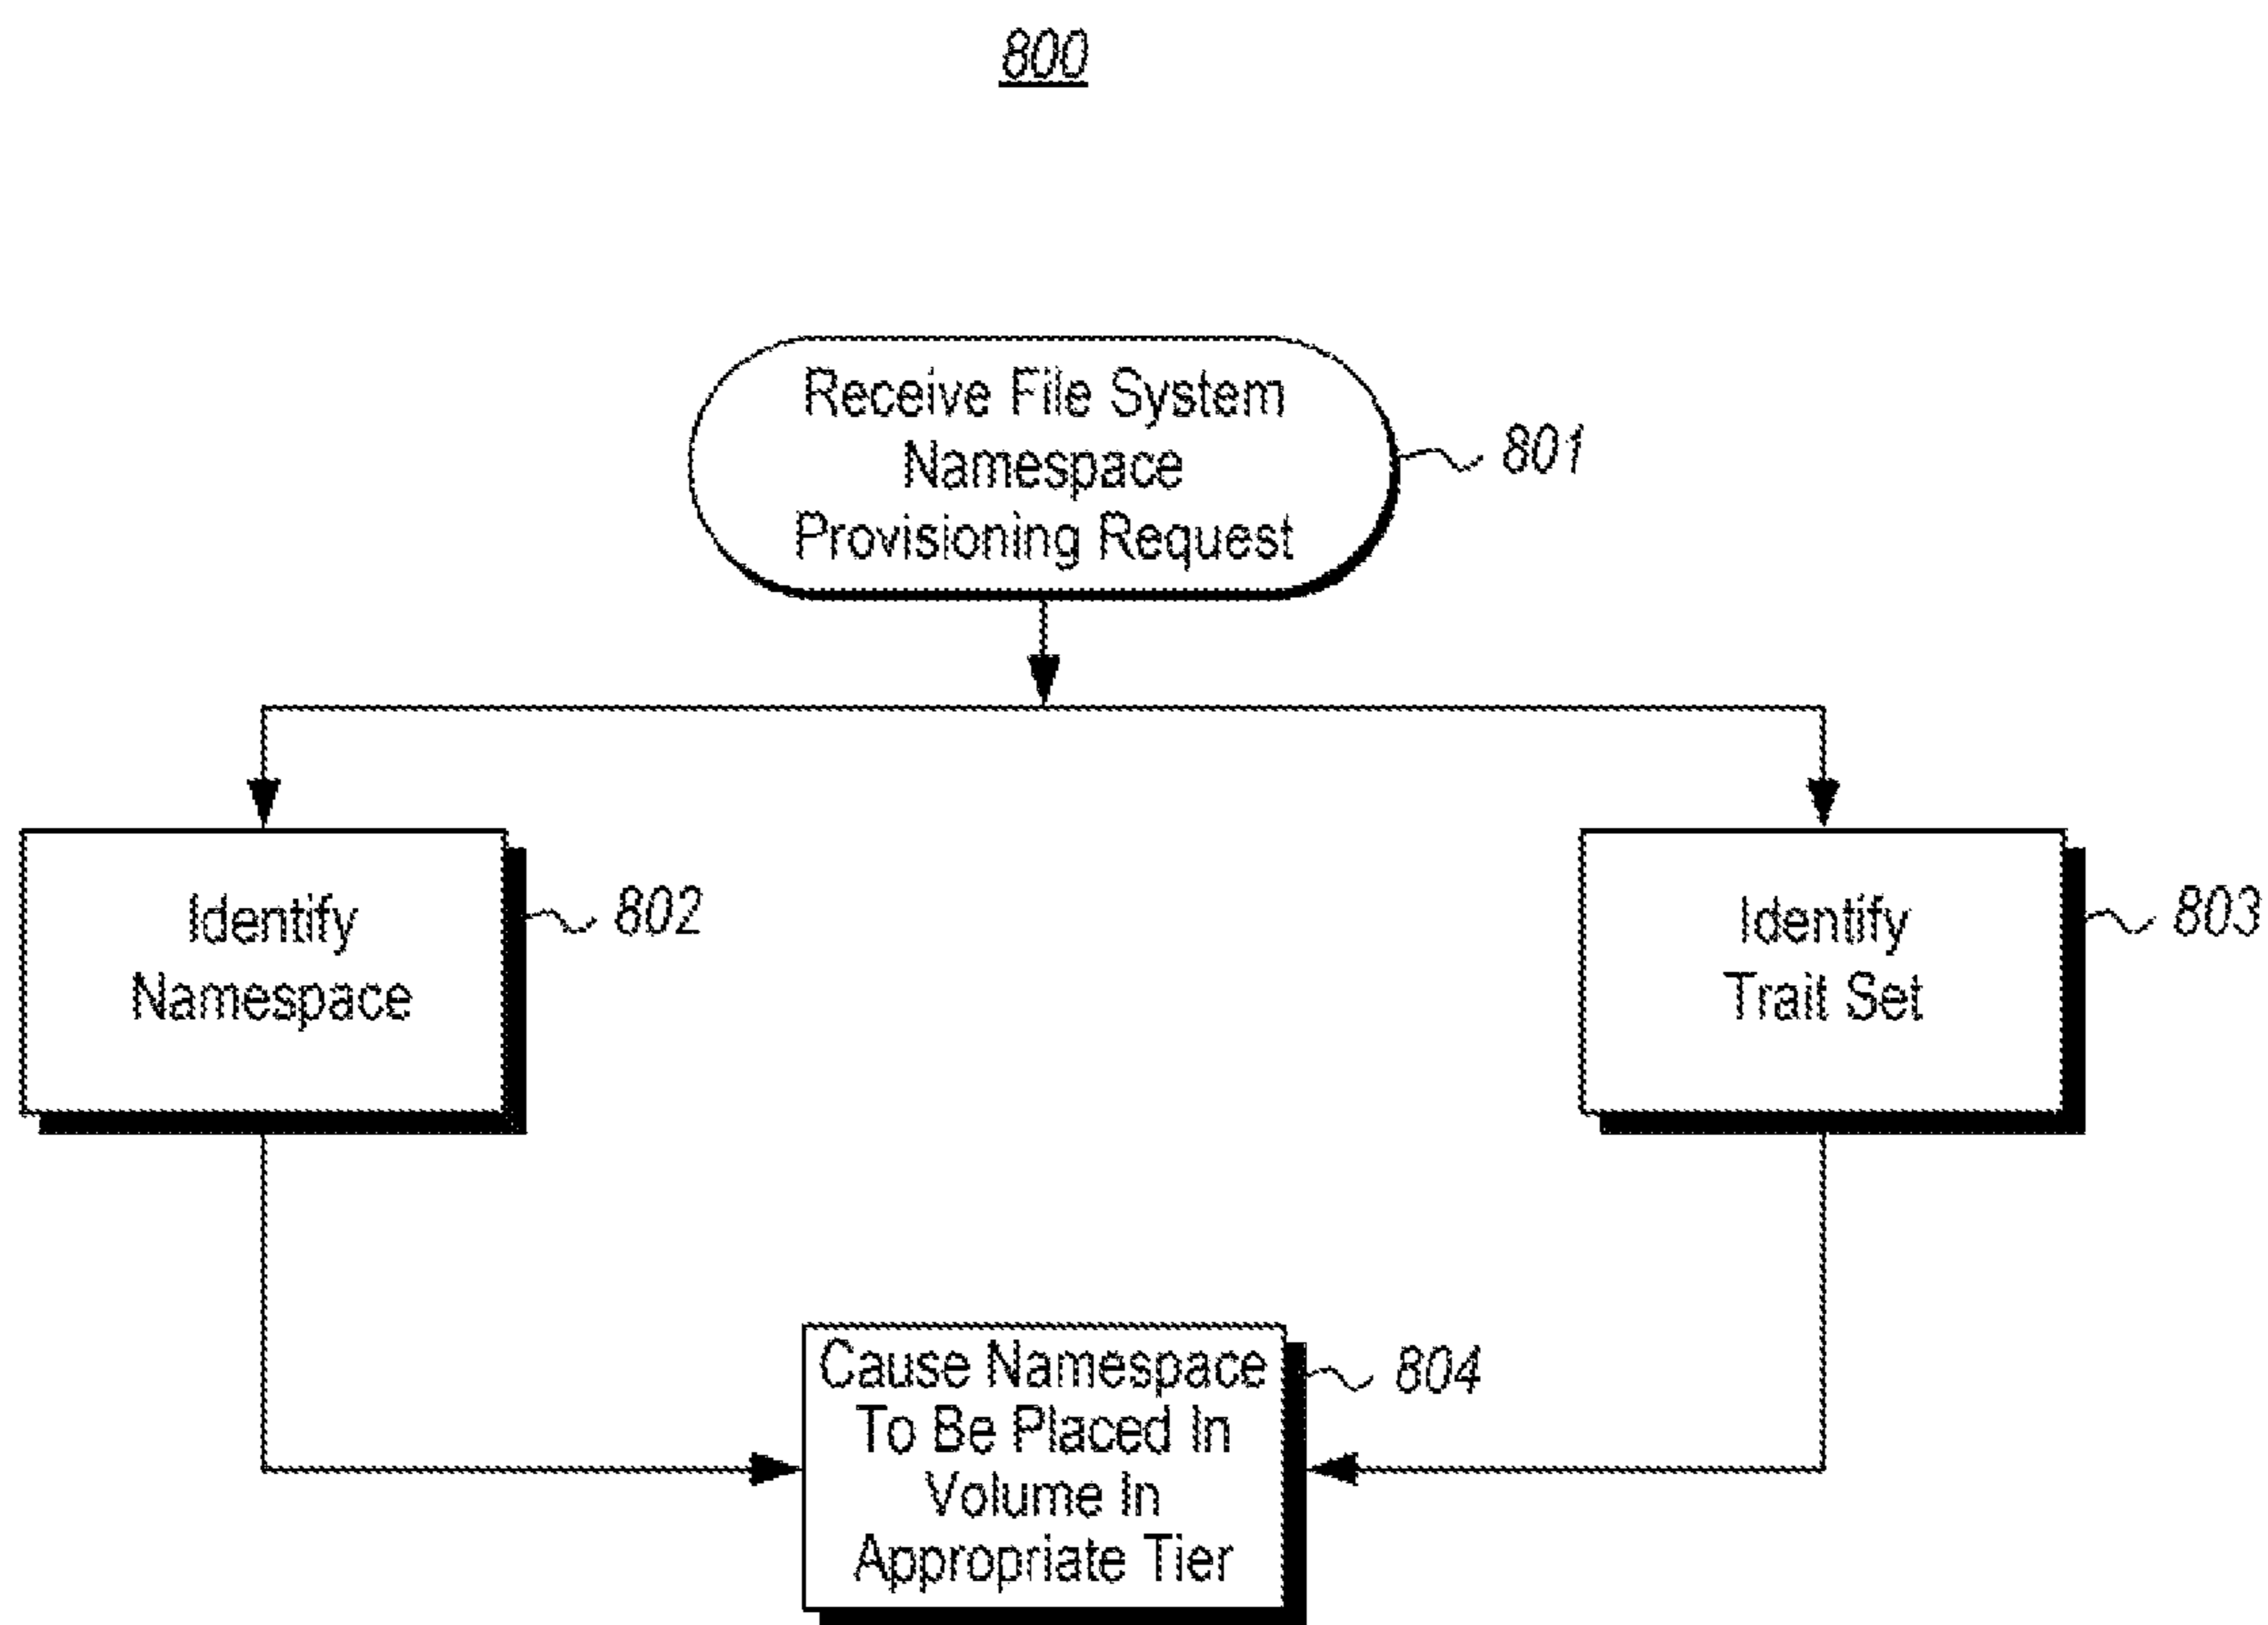 800
Receive File System
Namespace
Provisioning Request
801
Identify
Namespace
802
Identify
Trait Set
803
Cause Namespace
To Be Placed In
Volume In
Appropriate Tier
804